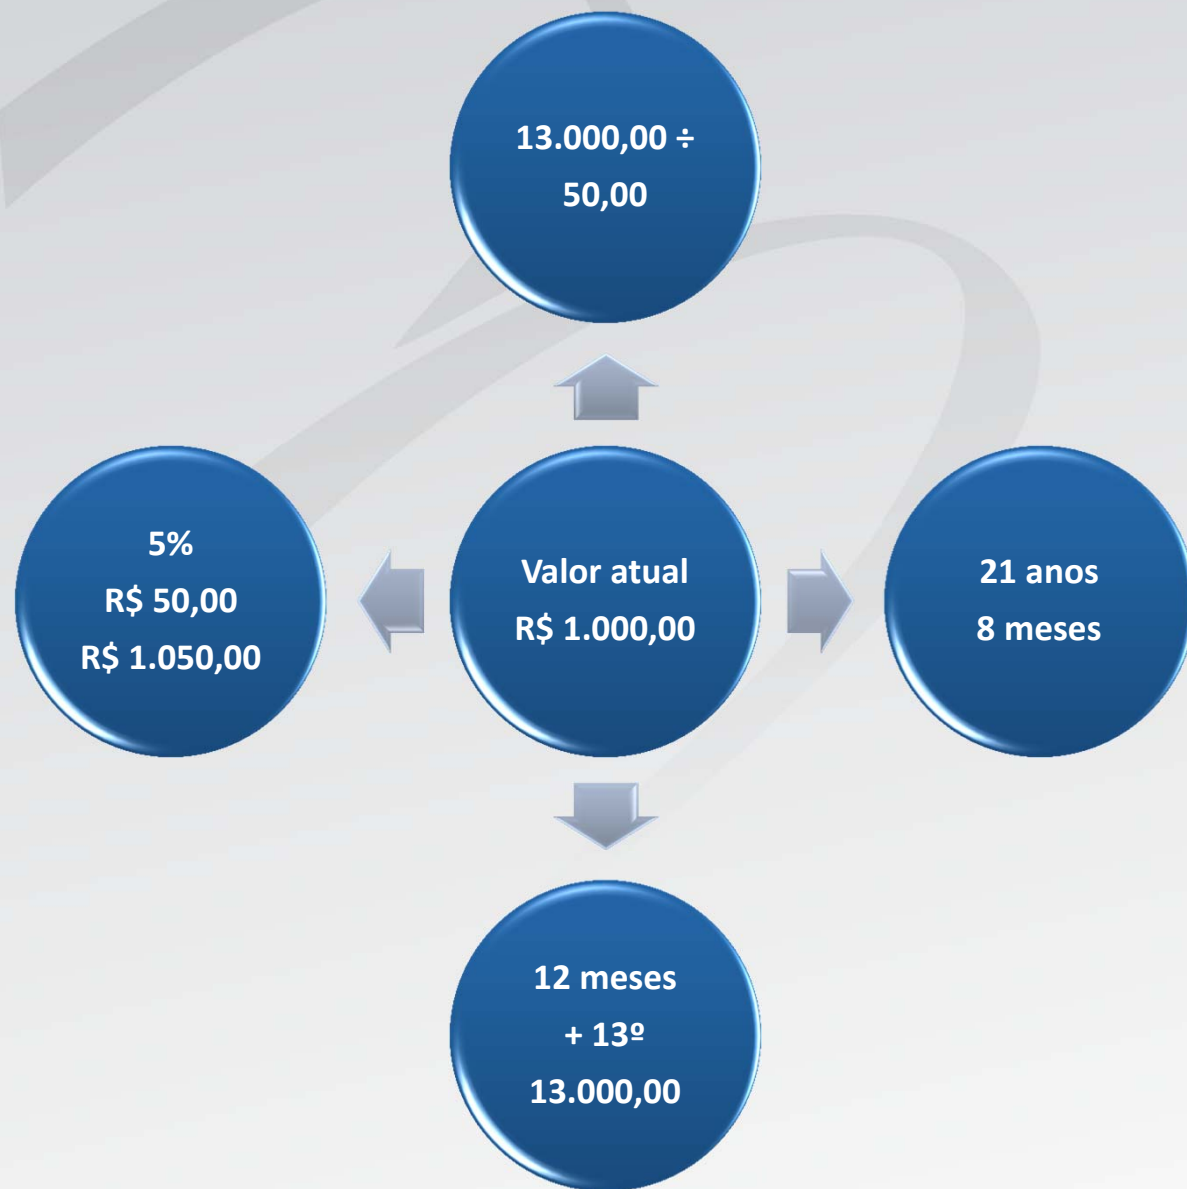 13.000,00 ÷
50,00
5%
R$ 50,00
R$ 1.050,00
Valor atual
R$ 1.000,00
21 anos
8 meses
12 meses
+ 13º
13.000,00